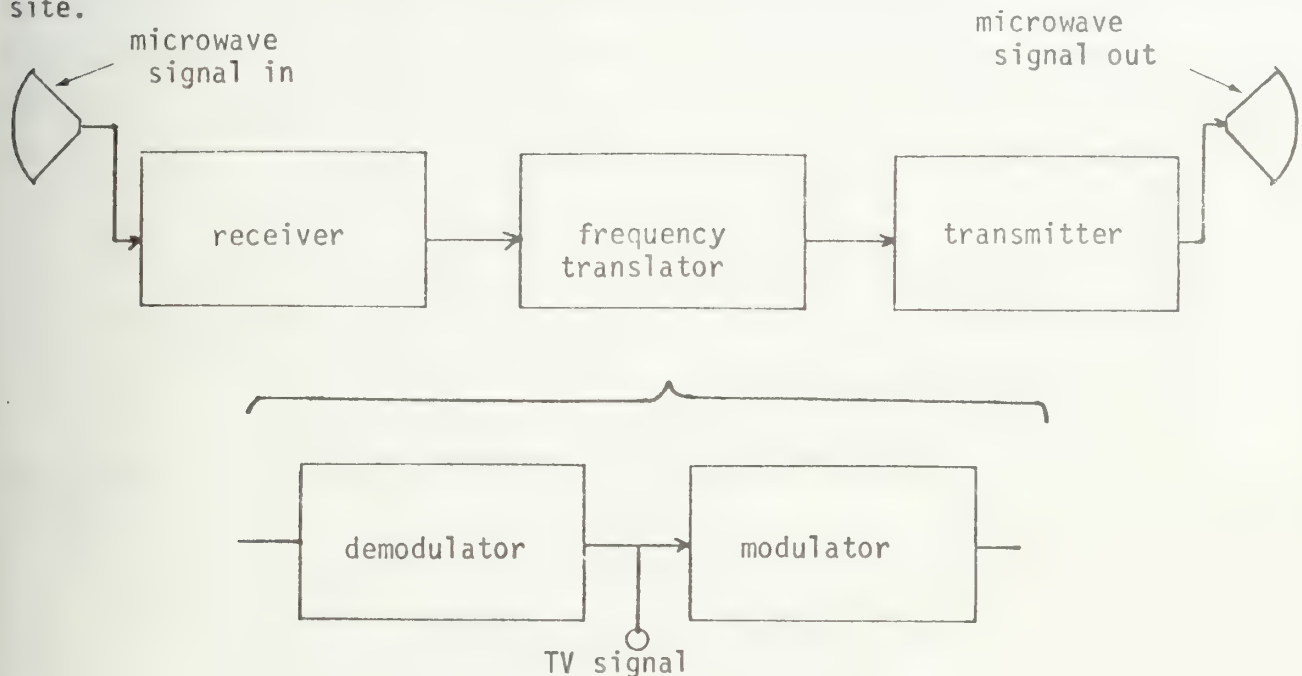 site.
microwave
signal in
microwave
signal out
receiver
frequency
translator
transmitter
demodulator
modulator
TV signal